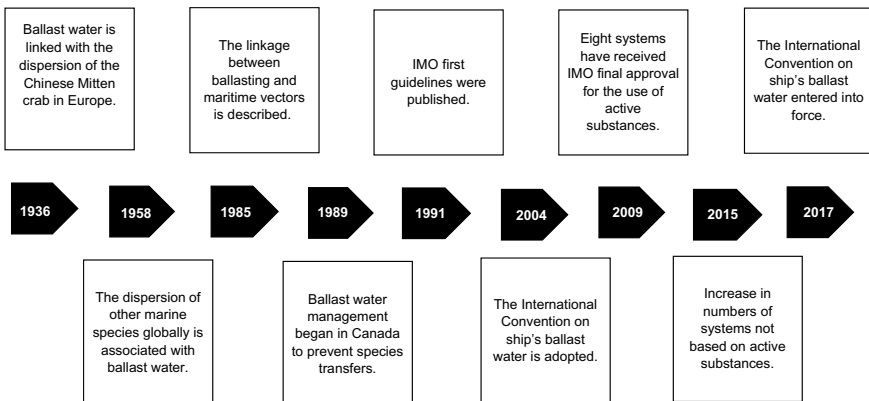 Ballast water is
linked with the
dispersion of the
Chinese Mitten
crab in Europe.
The linkage
between
ballasting and
maritime vectors
is described.
IMO first
guidelines were
published.
Eight systems
have received
IMO final approval
for the use of
active
substances.
The International
Convention on
ship's ballast
water entered into
force.
1936
1958
1985
1989
1991
2004
2009
2015
2017
The dispersion of
other marine
species globally is
associated with
ballast water.
Ballast water
management
began in Canada
to prevent species
transfers.
The International
Convention on
ship's ballast
water is adopted.
Increase in
numbers of
systems not
based on active
substances.